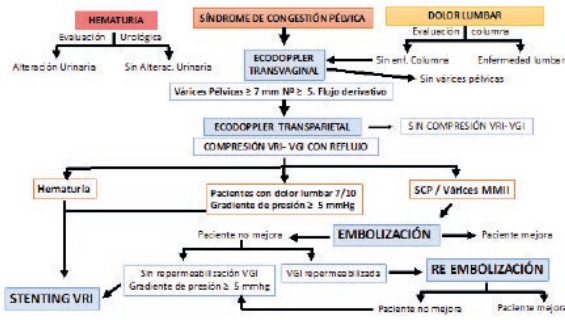 HEMATURIA
SÍNDROME DE CONGESTIÓN PÉLVICA
DOLOR LUMBAR
Evaluación Urológica
Evaluación columna
Alteración Urinaria
Sin Alterac. Urinaria
ECODOPPLER
TRANSVAGINAL
Sin enf. Columna
Enfermedad lumbar
Sin várices pélvicas
Várices Pélvicas ≥ 7 mm Nº ≥ 5. Flujo derivativo
ECODOPPLER TRANSPARIETAL
SIN COMPRESIÓN VRI-VGI
COMPRESIÓN VRI- VGI CON REFLUJO
Hematuria
Pacientes con dolor lumbar 7/10
Gradiente de presión ≥ 5 mmHg
SCP / Várices MMII
Paciente no mejora
EMBOLIZACIÓN
Paciente mejora
Sin repermeabilización VGI
Gradiente de presión ≥ 5 mmhg
VGI repermeabilizada
RE EMBOLIZACIÓN
STENTING VRI
Paciente no mejora
Paciente mejora